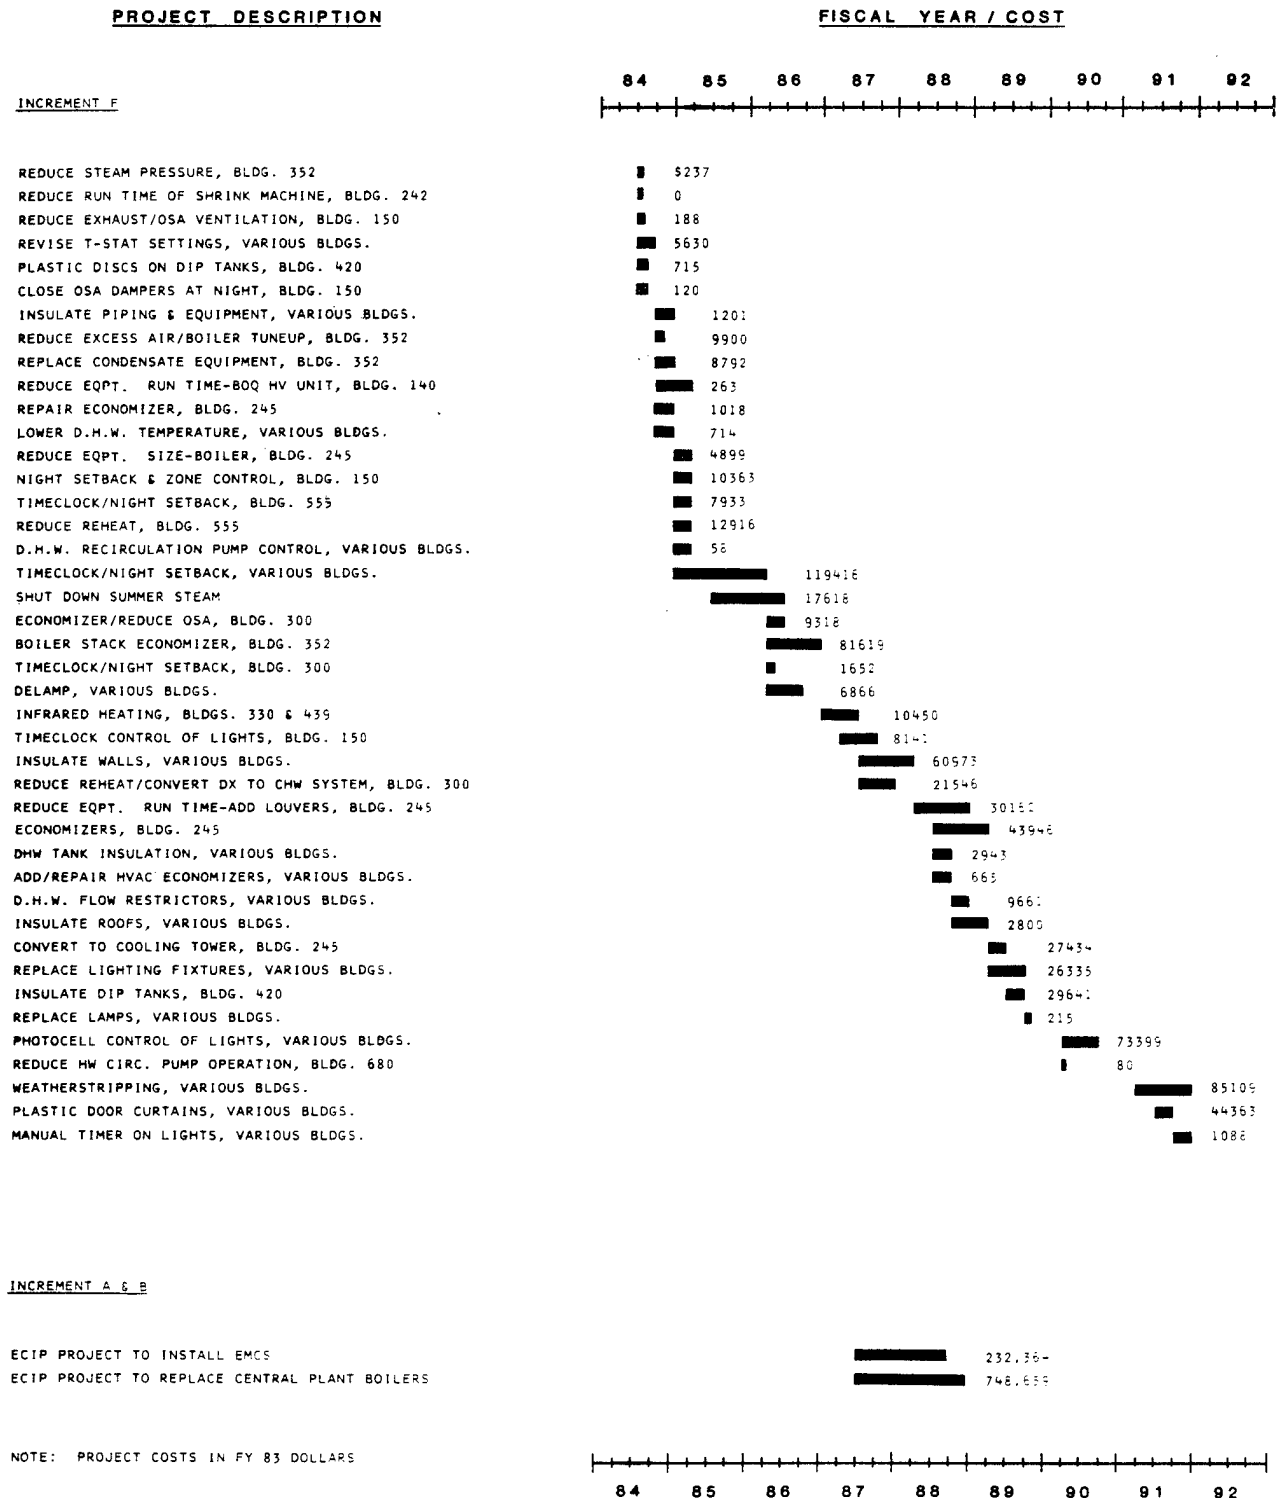 PROJECT DESCRIPTION FISCAL YEAR / COST
84 85 86 87 88 89 90 91 92
INCREMENT F
REDUCE STEAM PRESSURE, BLDG. 352 $237
REDUCE RUN TIME OF SHRINK MACHINE, BLDG. 242 0
REDUCE EXHAUST/OSA VENTILATION, BLDG. 150 188
REVISE T-STAT SETTINGS, VARIOUS BLDGS. 5630
PLASTIC DISCS ON DIP TANKS, BLDG. 420 715
CLOSE OSA DAMPERS AT NIGHT, BLDG. 150 120
INSULATE PIPING & EQUIPMENT, VARIOUS BLDGS. 1201
REDUCE EXCESS AIR/BOILER TUNEUP, BLDG. 352 9900
REPLACE CONDENSATE EQUIPMENT, BLDG. 352 8792
REDUCE EQPT. RUN TIME-BOQ HV UNIT, BLDG. 140 263
REPAIR ECONOMIZER, BLDG. 245 1018
LOWER D.H.W. TEMPERATURE, VARIOUS BLDGS. 714
REDUCE EQPT. SIZE-BOILER, BLDG. 245 4899
NIGHT SETBACK & ZONE CONTROL, BLDG. 150 10363
TIMECLOCK/NIGHT SETBACK, BLDG. 555 7933
REDUCE REHEAT, BLDG. 555 12916
D.H.W. RECIRCULATION PUMP CONTROL, VARIOUS BLDGS.
TIMECLOCK/NIGHT SETBACK, VARIOUS BLDGS.
SHUT DOWN SUMMER STEAM 17618
ECONOMIZER/REDUCE OSA, BLDG. 300 9318
BOILER STACK ECONOMIZER, BLDG. 352 81619
TIMECLOCK/NIGHT SETBACK, BLDG. 300 1652
DELAMP, VARIOUS BLDGS. 6866
INFRARED HEATING, BLDGS. 330 & 439 10450
TIMECLOCK CONTROL OF LIGHTS, BLDG. 150
INSULATE WALLS, VARIOUS BLDGS. 60973
REDUCE REHEAT/CONVERT DX TO CHW SYSTEM, BLDG. 300 21546
REDUCE EQPT. RUN TIME-ADD LOUVERS, BLDG. 245
ECONOMIZERS, BLDG. 245
DHW TANK INSULATION, VARIOUS BLDGS. 2943
ADD/REPAIR HVAC ECONOMIZERS, VARIOUS BLDGS. 665
D.H.W. FLOW RESTRICTORS, VARIOUS BLDGS.
INSULATE ROOFS, VARIOUS BLDGS.
CONVERT TO COOLING TOWER, BLDG. 245 27434
REPLACE LIGHTING FIXTURES, VARIOUS BLDGS. 26335
INSULATE DIP TANKS, BLDG. 420
REPLACE LAMPS, VARIOUS BLDGS. 215
PHOTOCELL CONTROL OF LIGHTS, VARIOUS BLDGS. 73399
REDUCE HW CIRC. PUMP OPERATION, BLDG. 680 80
WEATHERSTRIPPING, VARIOUS BLDGS. 85109
PLASTIC DOOR CURTAINS, VARIOUS BLDGS. 44363
MANUAL TIMER ON LIGHTS, VARIOUS BLDGS.
INCREMENT A & B
ECIP PROJECT TO INSTALL EMCS
ECIP PROJECT TO REPLACE CENTRAL PLANT BOILERS
NOTE: PROJECT COSTS IN FY 83 DOLLARS
84 85 86 87 88 89 90 91 92